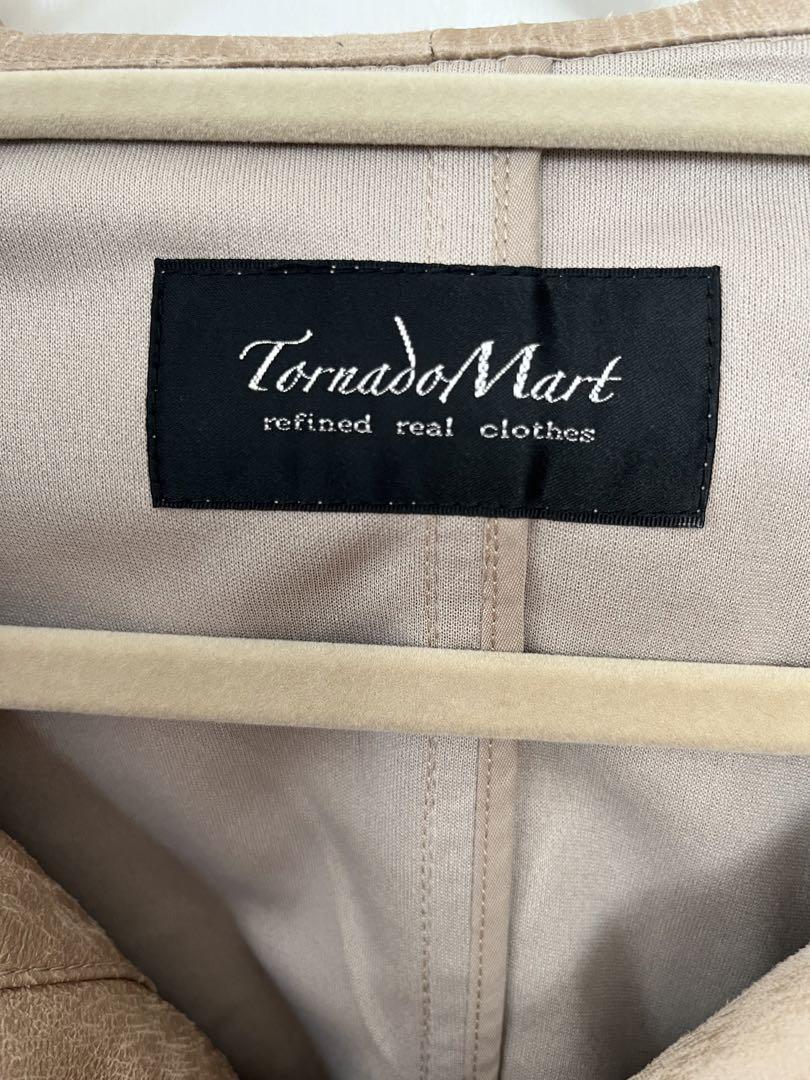 TornadoMart
refined real clothes